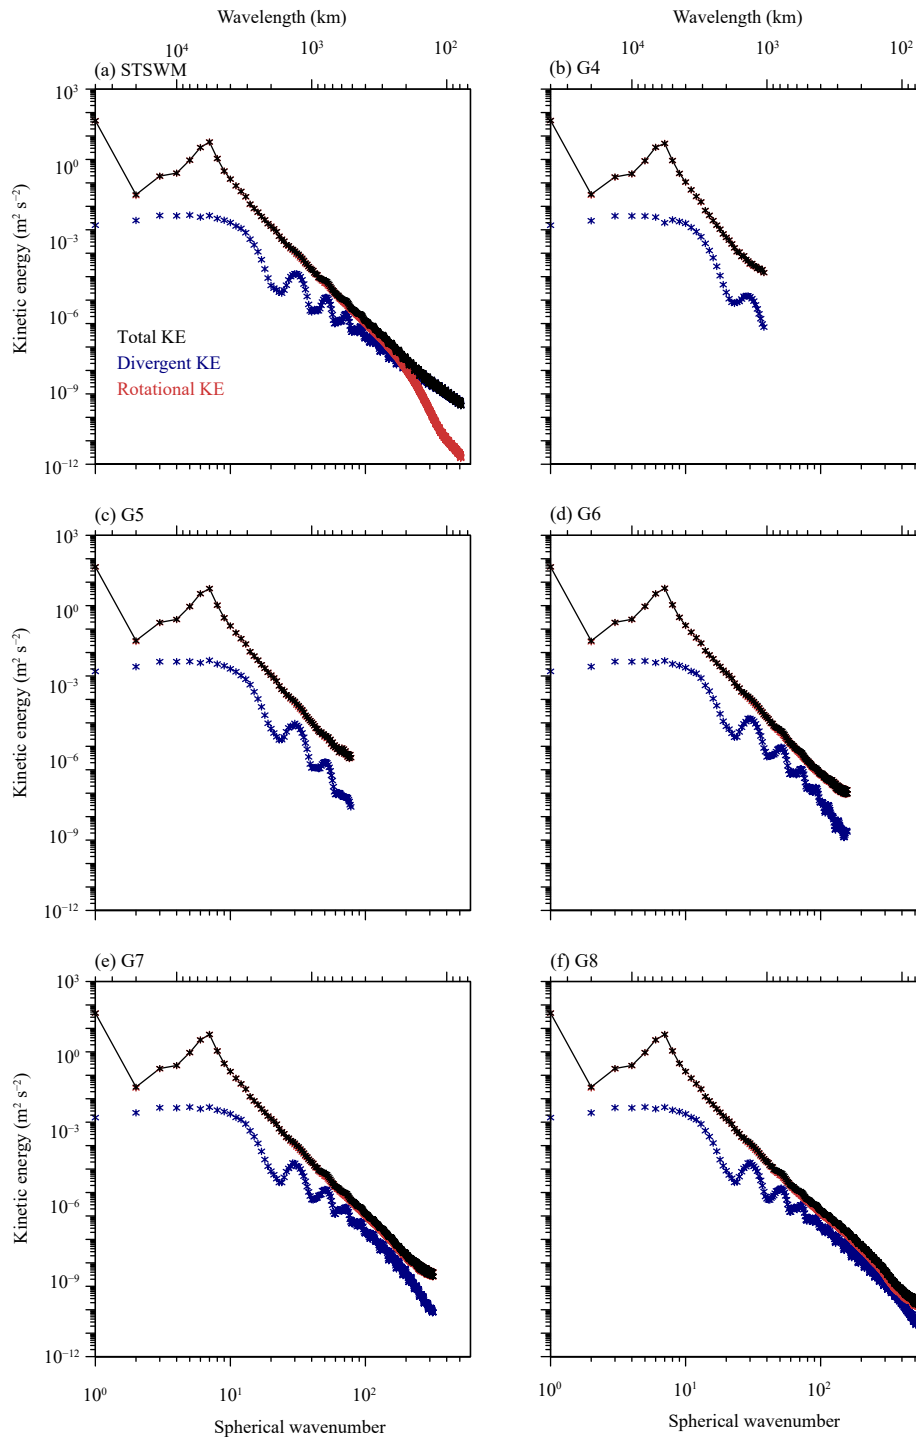 Wavelength (km) Wavelength (km)
10⁴ 10³ 10² 10⁴ 10³ 10²
(a) STSWM (b) G4
10³
10⁰
10⁻³
10⁻⁶
10⁻⁹
10⁻¹²
Kinetic energy (m² s⁻²)
Total KE
Divergent KE
Rotational KE
(c) G5 (d) G6
10³
10⁰
10⁻³
10⁻⁶
10⁻⁹
10⁻¹²
Kinetic energy (m² s⁻²)
(e) G7 (f) G8
10³
10⁰
10⁻³
10⁻⁶
10⁻⁹
10⁻¹²
Kinetic energy (m² s⁻²)
10⁰ 10¹ 10² 10⁰ 10¹ 10²
Spherical wavenumber Spherical wavenumber